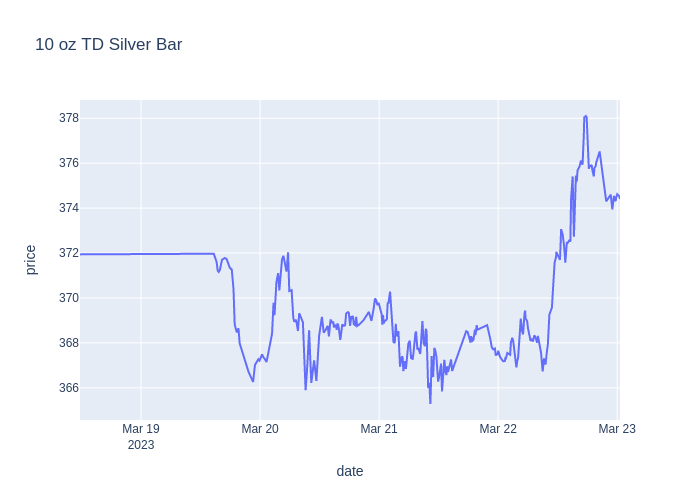 10 oz TD Silver Bar
378
376
374
372
370
368
366
price
Mar 19
2023
Mar 20
Mar 21
Mar 22
Mar 23
date